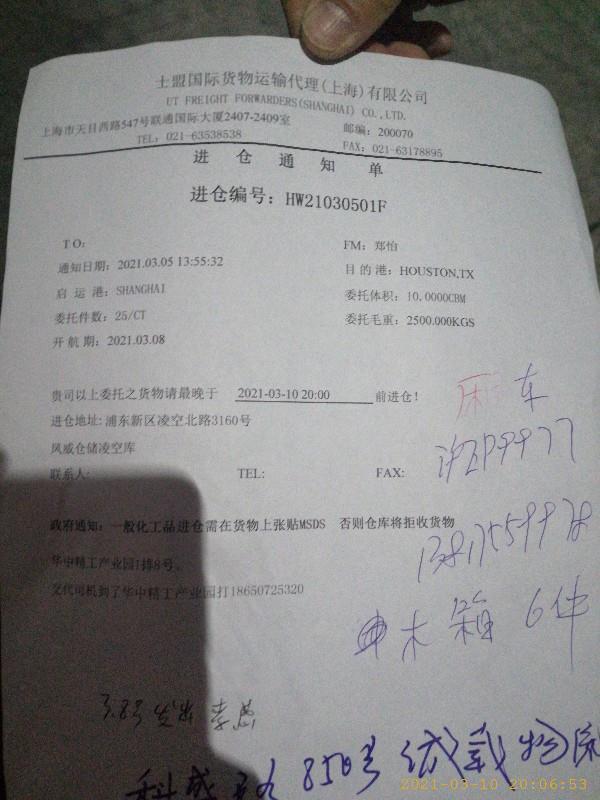 土盟国际货物运输代理(上海)有限公司
UT FREIGHT FORWARDERS(SHANGHAI) CO.,LTD.
上海市天目西路547号联通国际大厦2407-2409室 邮编：200070
TEL：021-63538538 FAX：021-63178895
进 仓 通 知 单
进仓编号：HW21030501F
TO： FM：郑怡
通知日期：2021.03.05 13:55:32 目 的 港：HOUSTON,TX
启 运 港：SHANGHAI 委托体积：10.0000CBM
委托件数：25/CT 委托毛重：2500.000KGS
开 航 期：2021.03.08
贵司以上委托之货物请最晚于 2021-03-10 20:00 前进仓！
进仓地址：浦东新区凌空北路3160号
风威仓储凌空库
联系人： TEL: FAX:
车
政府通知：一般化工品进仓需在货物上张贴MSDS 否则仓库将拒收货物
华中精工产业园1排8号、
交代司机到了华中精工产业园打18650725320
木箱 6件
850号 物流
2021-03-10 20:06:53